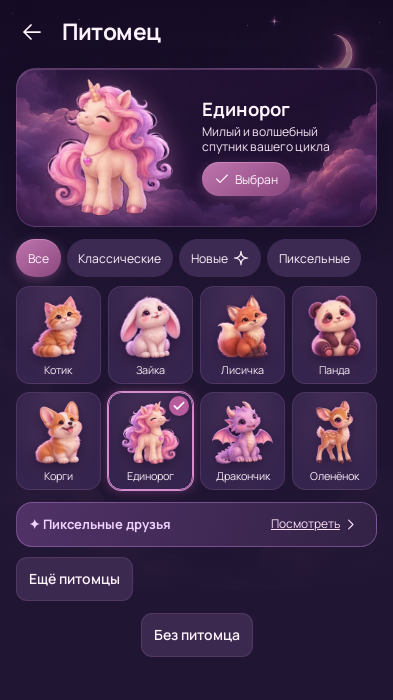 Питомец
Единорог
Милый и волшебный
спутник вашего цикла
Выбран
Все
Классические
Новые
Пиксельные
Котик
Зайка
Лисичка
Панда
Корги
Единорог
Дракончик
Оленёнок
Пиксельные друзья
Посмотреть
Ещё питомцы
Без питомца